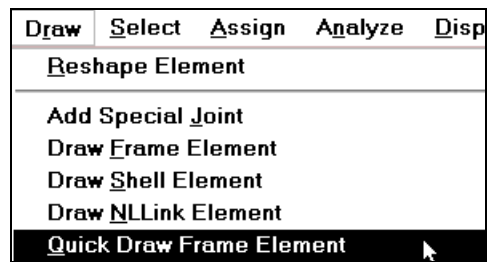 Draw Select Assign Analyze Disp
Reshape Element
Add Special Joint
Draw Frame Element
Draw Shell Element
Draw NLLink Element
Quick Draw Frame Element